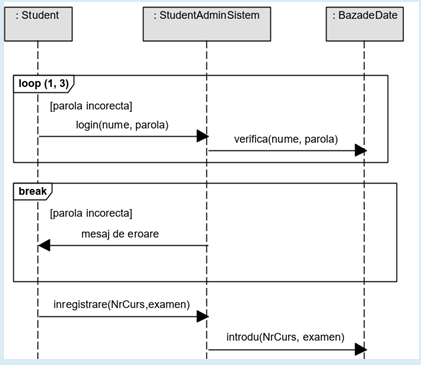 : Student
: StudentAdminSistem
: BazadeDate
loop (1, 3)
[parola incorecta]
login(nume, parola)
verifica(nume, parola)
break
[parola incorecta]
mesaj de eroare
inregistrare(NrCurs,examen)
introdu(NrCurs, examen)